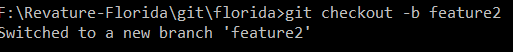 F:\Revature-Florida\git\florida>git checkout -b feature2
Switched to a new branch 'feature2'